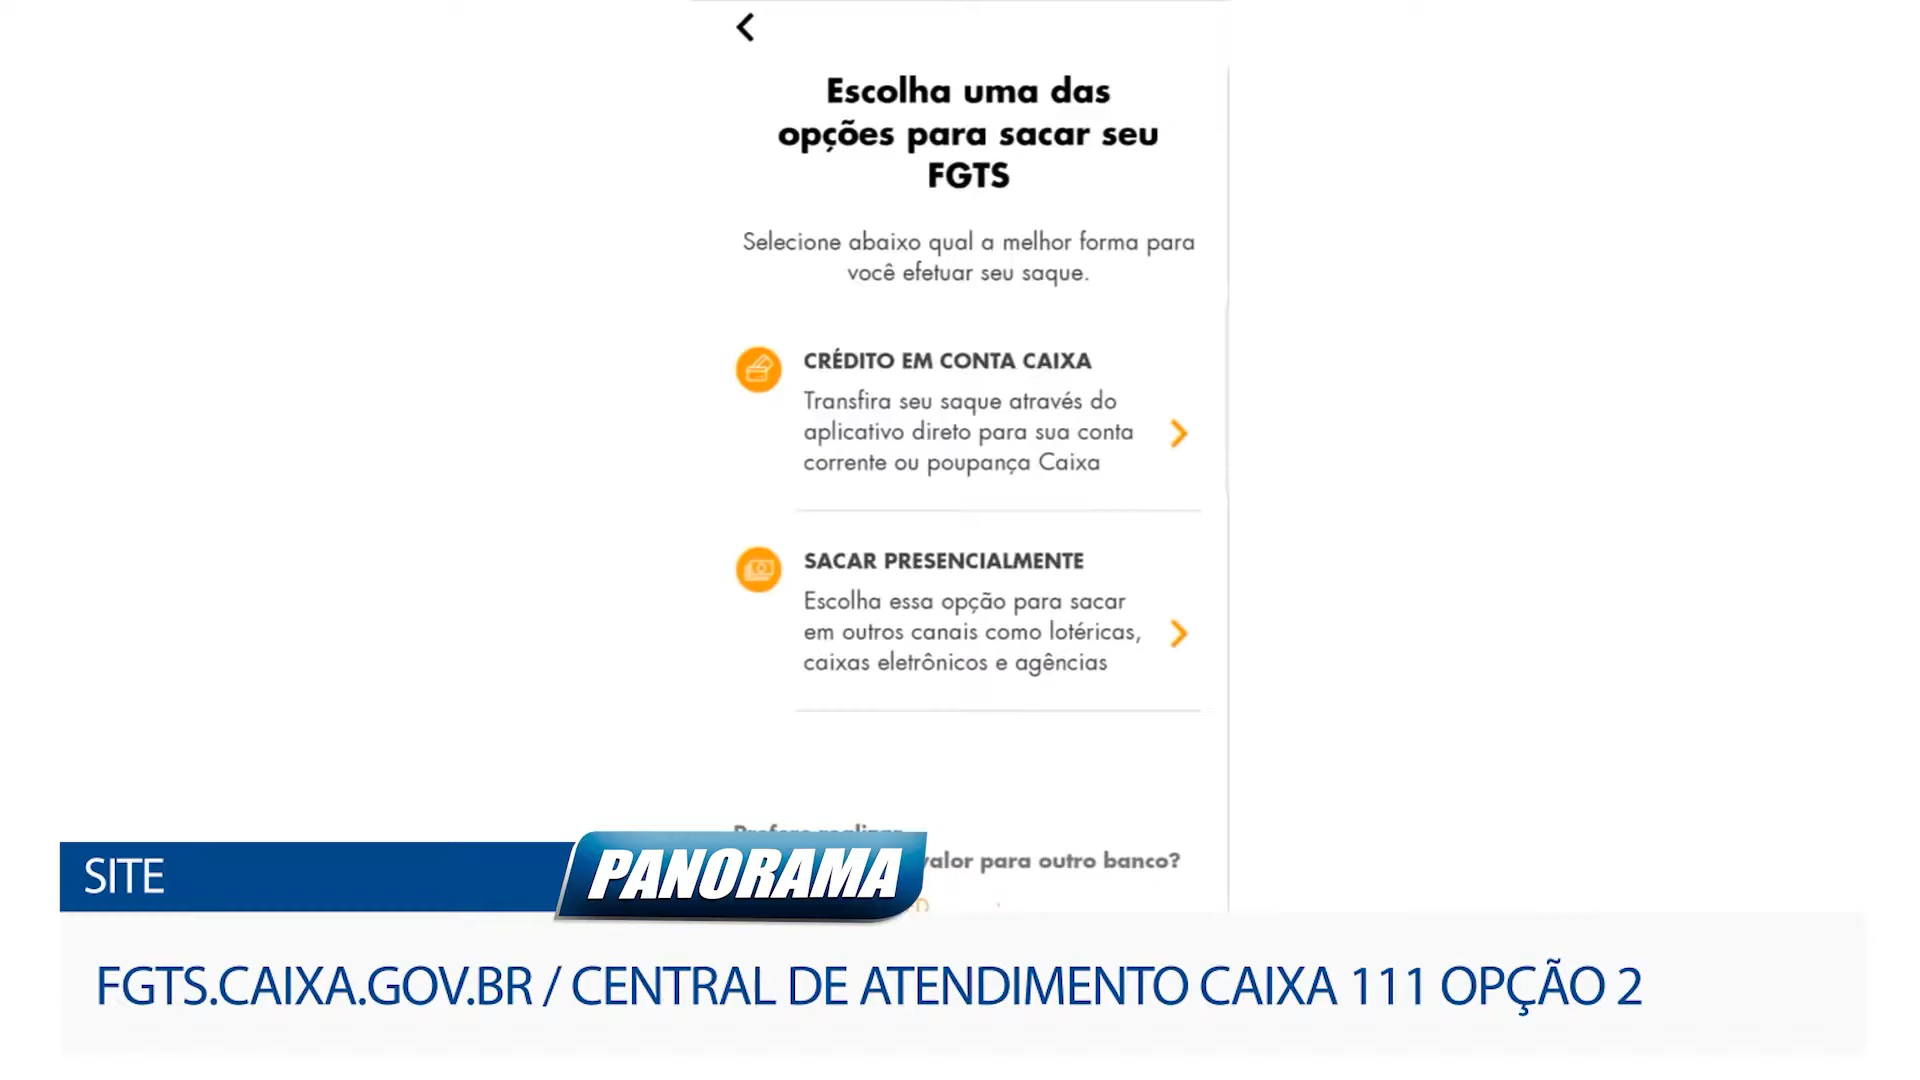 Escolha uma das
opções para sacar seu
FGTS
Selecione abaixo qual a melhor forma para
você efetuar seu saque.
CRÉDITO EM CONTA CAIXA
Transfira seu saque através do
aplicativo direto para sua conta
corrente ou poupança Caixa
SACAR PRESENCIALMENTE
Escolha essa opção para sacar
em outros canais como lotéricas,
caixas eletrônicos e agências
valor para outro banco?
SITE
PANORAMA
FGTS.CAIXA.GOV.BR / CENTRAL DE ATENDIMENTO CAIXA 111 OPÇÃO 2